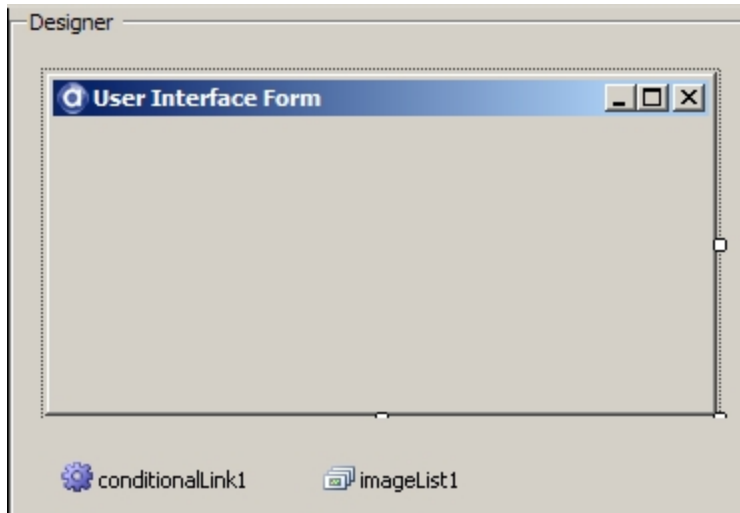 Designer
User Interface Form
conditionalLink1
imageList1